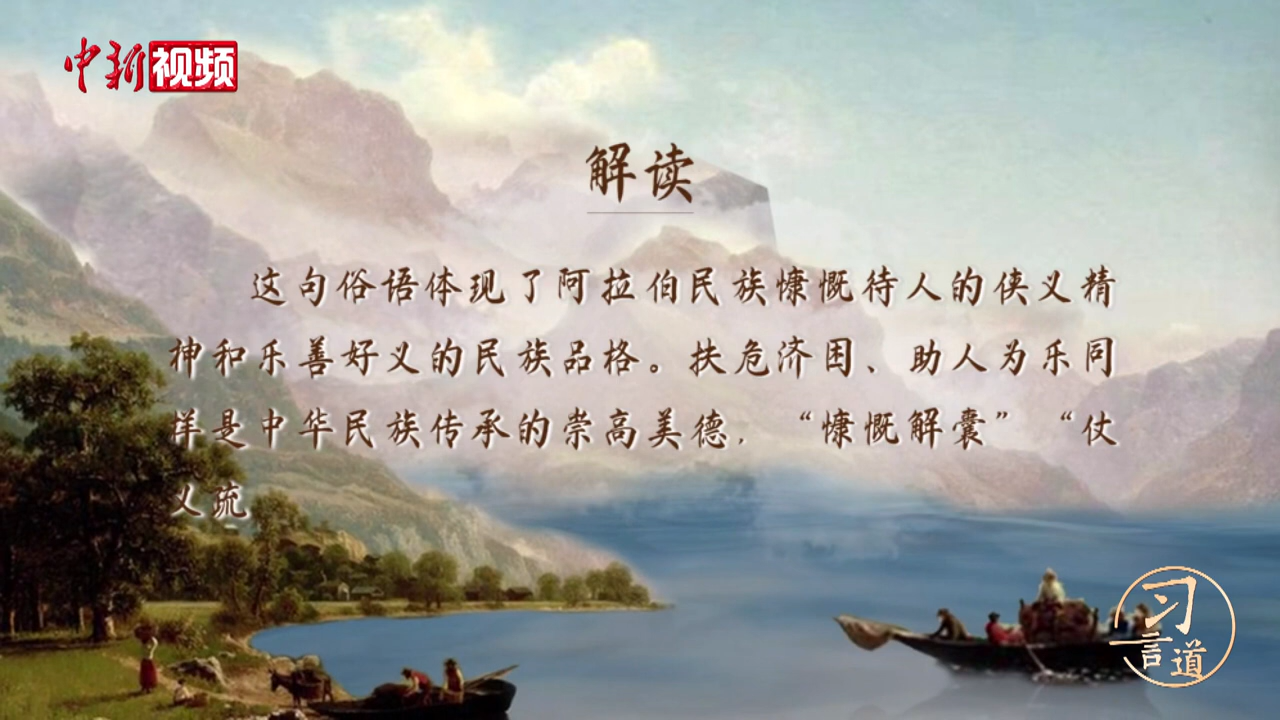 中新视频
解读
这句俗语体现了阿拉伯民族慷慨待人的侠义精
神和乐善好义的民族品格。扶危济困、助人为乐同
样是中华民族传承的崇高美德，“慷慨解囊”“仗
义疏
习
言道